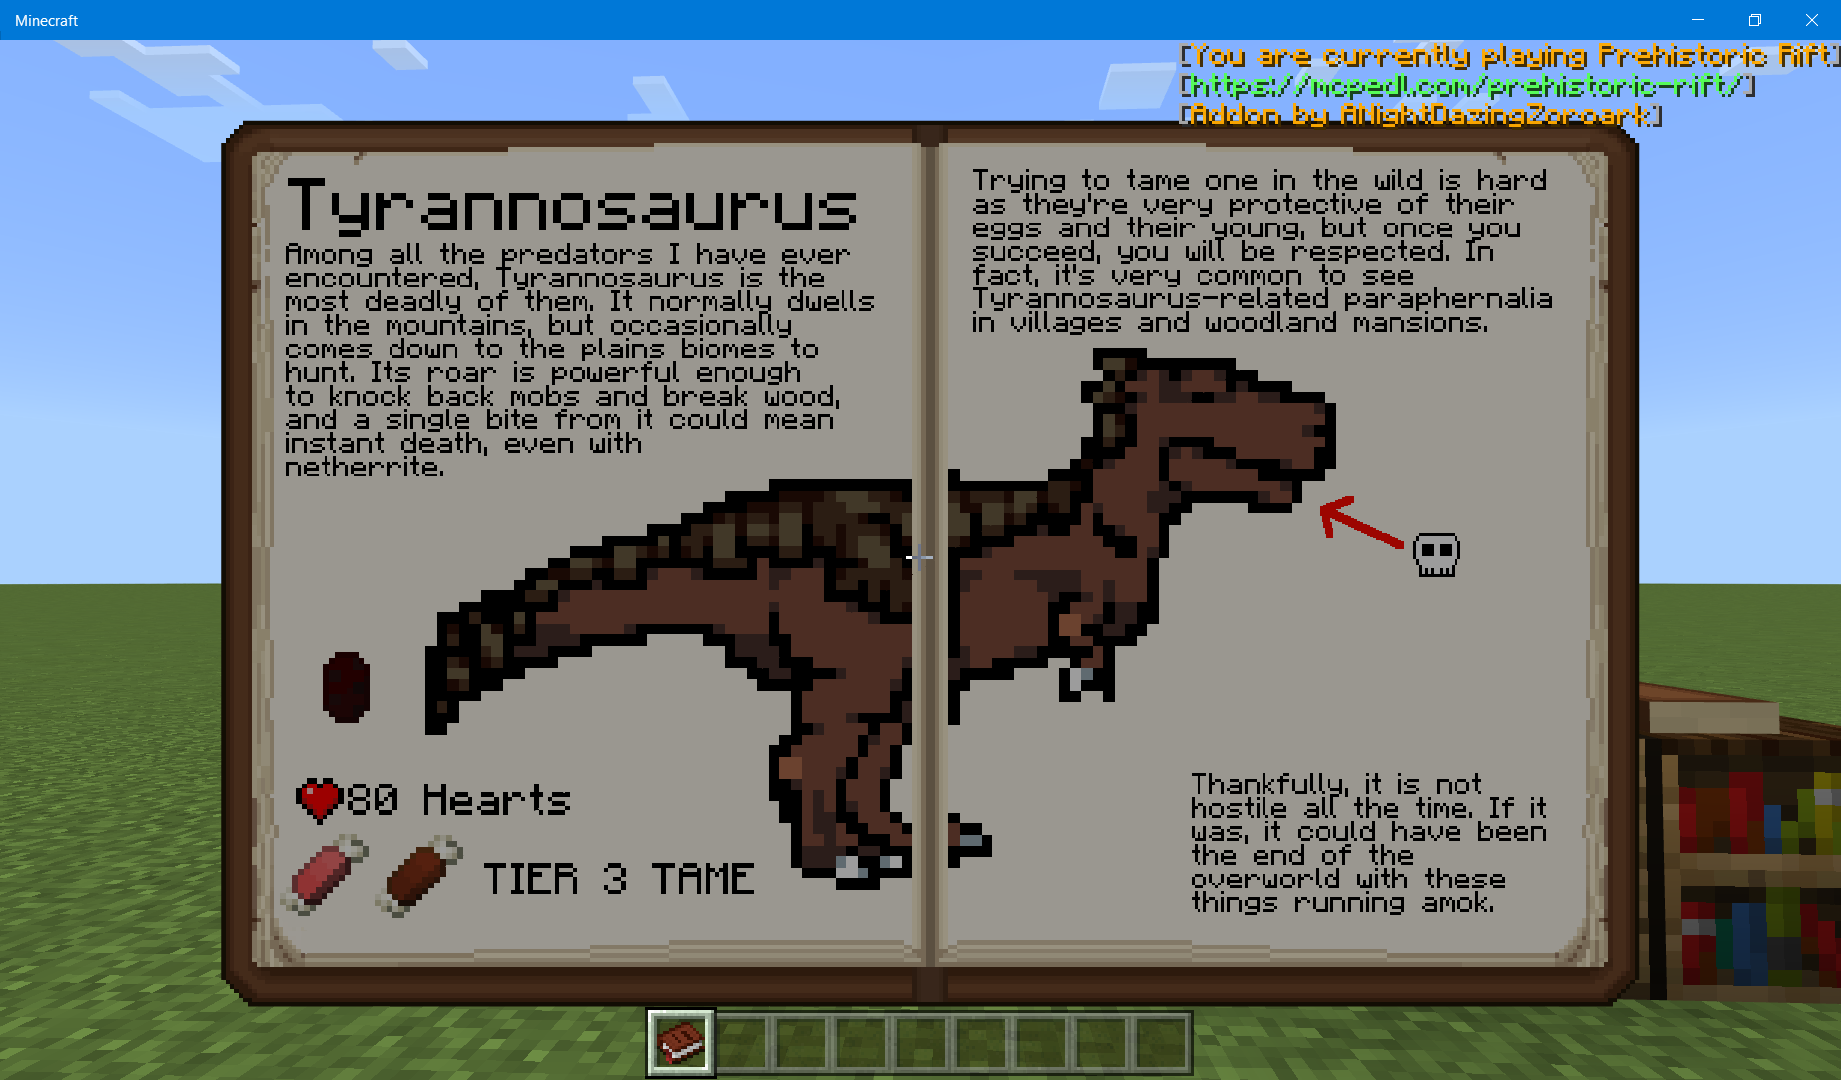 Minecraft
[You are currently playing Prehistoric Rift]
[https://mcpedl.com/prehistoric-rift/]
[Addon by ANightDazingZoroark]
Tyrannosaurus
Among all the predators I have ever
encountered, Tyrannosaurus is the
most deadly of them. It normally dwells
in the mountains, but occasionally
comes down to the plains biomes to
hunt. Its roar is powerful enough
to knock back mobs and break wood,
and a single bite from it could mean
instant death, even with
netherrite.
80 Hearts
TIER 3 TAME
Trying to tame one in the wild is hard
as they're very protective of their
eggs and their young, but once you
succeed, you will be respected. In
fact, it's very common to see
Tyrannosaurus-related paraphernalia
in villages and woodland mansions.
Thankfully, it is not
hostile all the time. If it
was, it could have been
the end of the
overworld with these
things running amok.